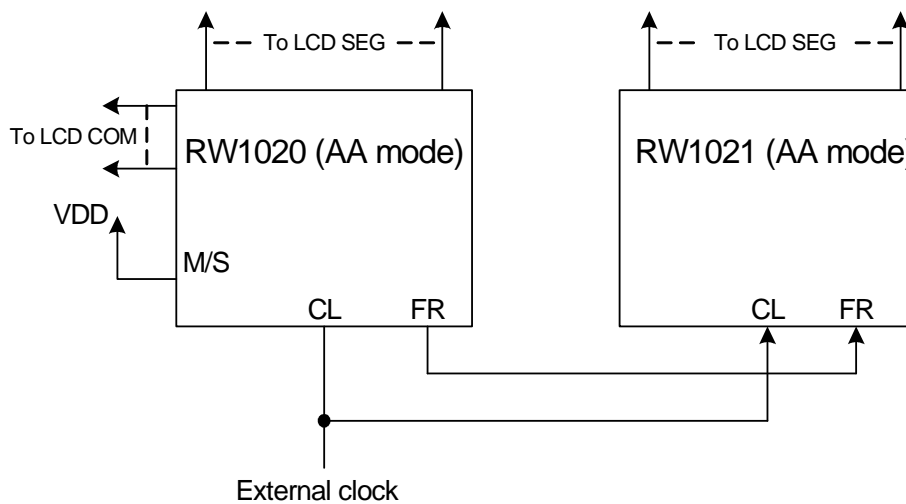 To LCD SEG
To LCD SEG
To LCD COM
RW1020 (AA mode)
RW1021 (AA mode)
VDD
M/S
CL
FR
CL
FR
External clock